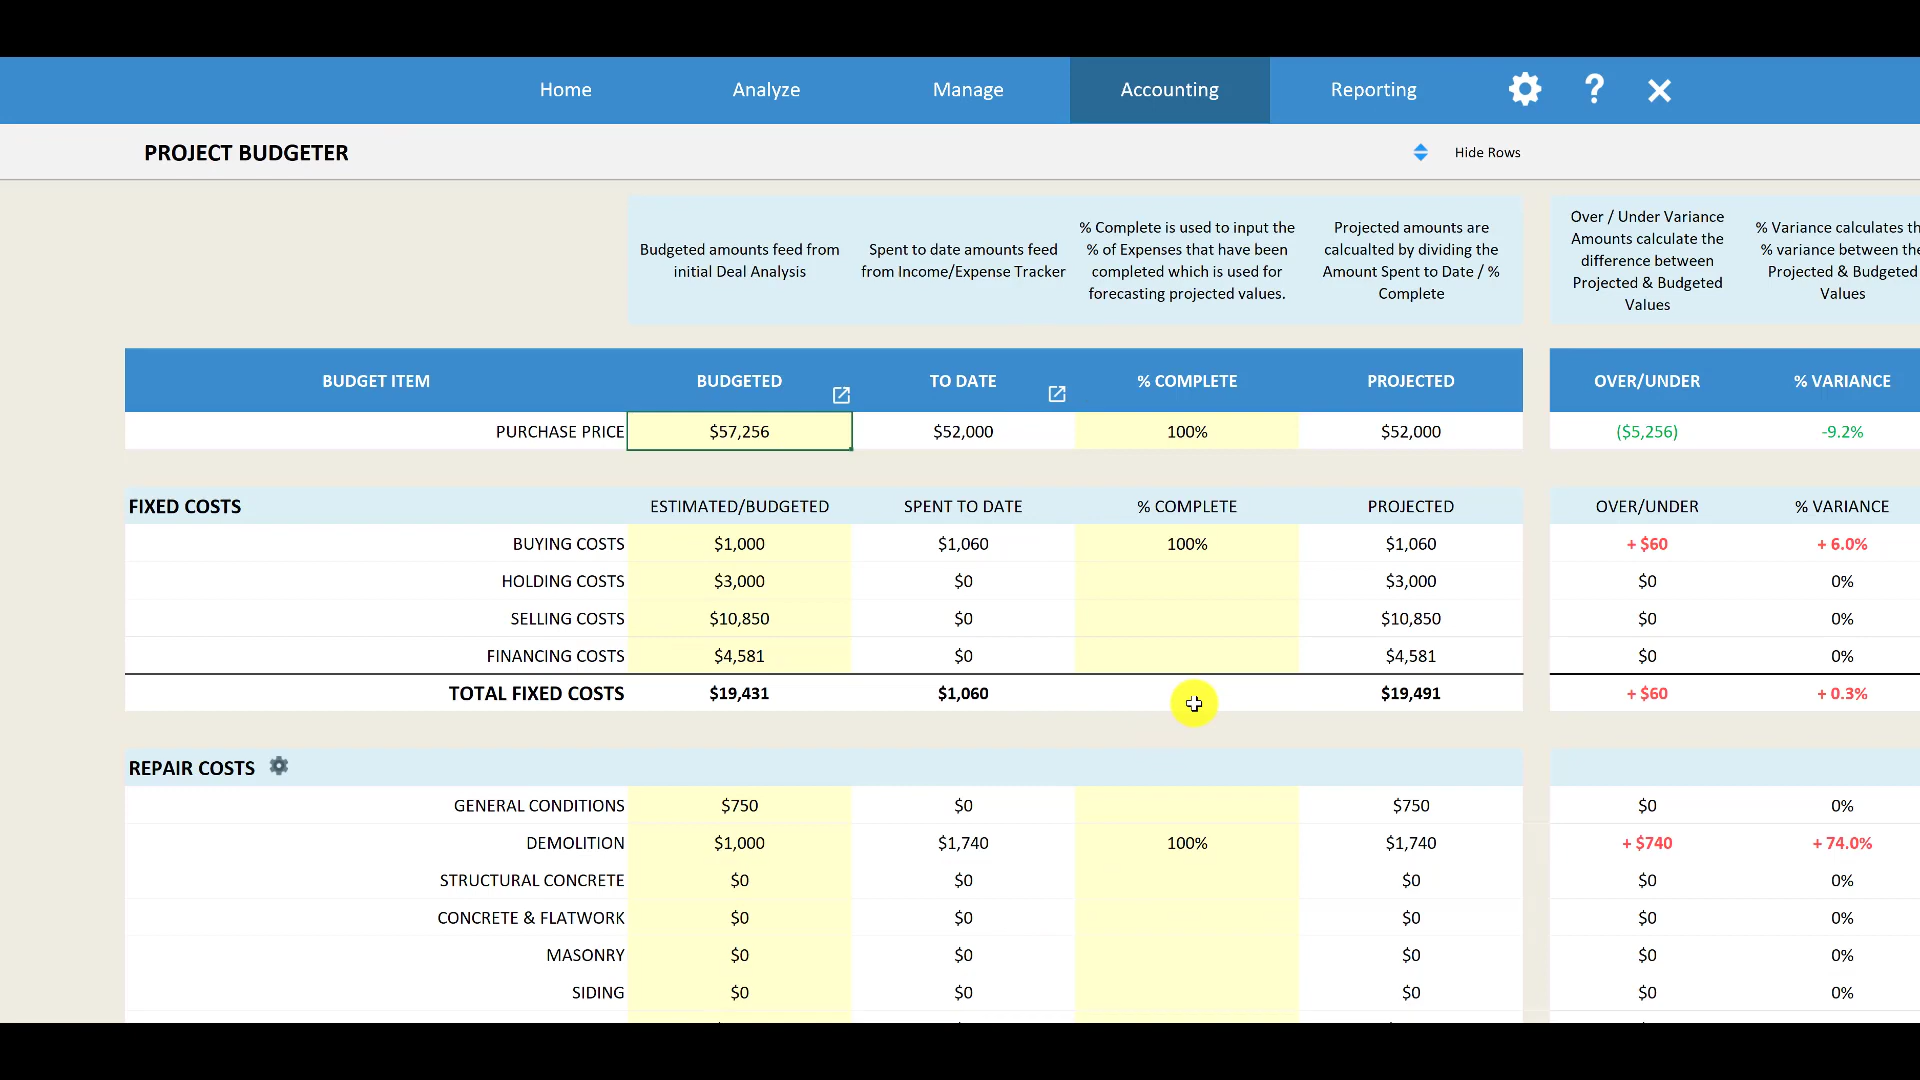 Home Analyze Manage Accounting Reporting ?
PROJECT BUDGETER Hide Rows
Budgeted amounts feed from
initial Deal Analysis
Spent to date amounts feed
from Income/Expense Tracker
% Complete is used to input the
% of Expenses that have been
completed which is used for
forecasting projected values.
Projected amounts are
calcualted by dividing the
Amount Spent to Date / %
Complete
Over / Under Variance
Amounts calculate the
difference between
Projected & Budgeted
Values
% Variance calculates th
% variance between the
Projected & Budgeted
Values
BUDGET ITEM BUDGETED TO DATE % COMPLETE PROJECTED OVER/UNDER % VARIANCE
PURCHASE PRICE $57,256 $52,000 100% $52,000 ($5,256) -9.2%
FIXED COSTS ESTIMATED/BUDGETED SPENT TO DATE % COMPLETE PROJECTED OVER/UNDER % VARIANCE
BUYING COSTS $1,000 $1,060 100% $1,060 + $60 + 6.0%
HOLDING COSTS $3,000 $0 $3,000 $0 0%
SELLING COSTS $10,850 $0 $10,850 $0 0%
FINANCING COSTS $4,581 $0 $4,581 $0 0%
TOTAL FIXED COSTS $19,431 $1,060 $19,491 + $60 + 0.3%
REPAIR COSTS
GENERAL CONDITIONS $750 $0 $750 $0 0%
DEMOLITION $1,000 $1,740 100% $1,740 + $740 + 74.0%
STRUCTURAL CONCRETE $0 $0 $0 $0 0%
CONCRETE & FLATWORK $0 $0 $0 $0 0%
MASONRY $0 $0 $0 $0 0%
SIDING $0 $0 $0 $0 0%